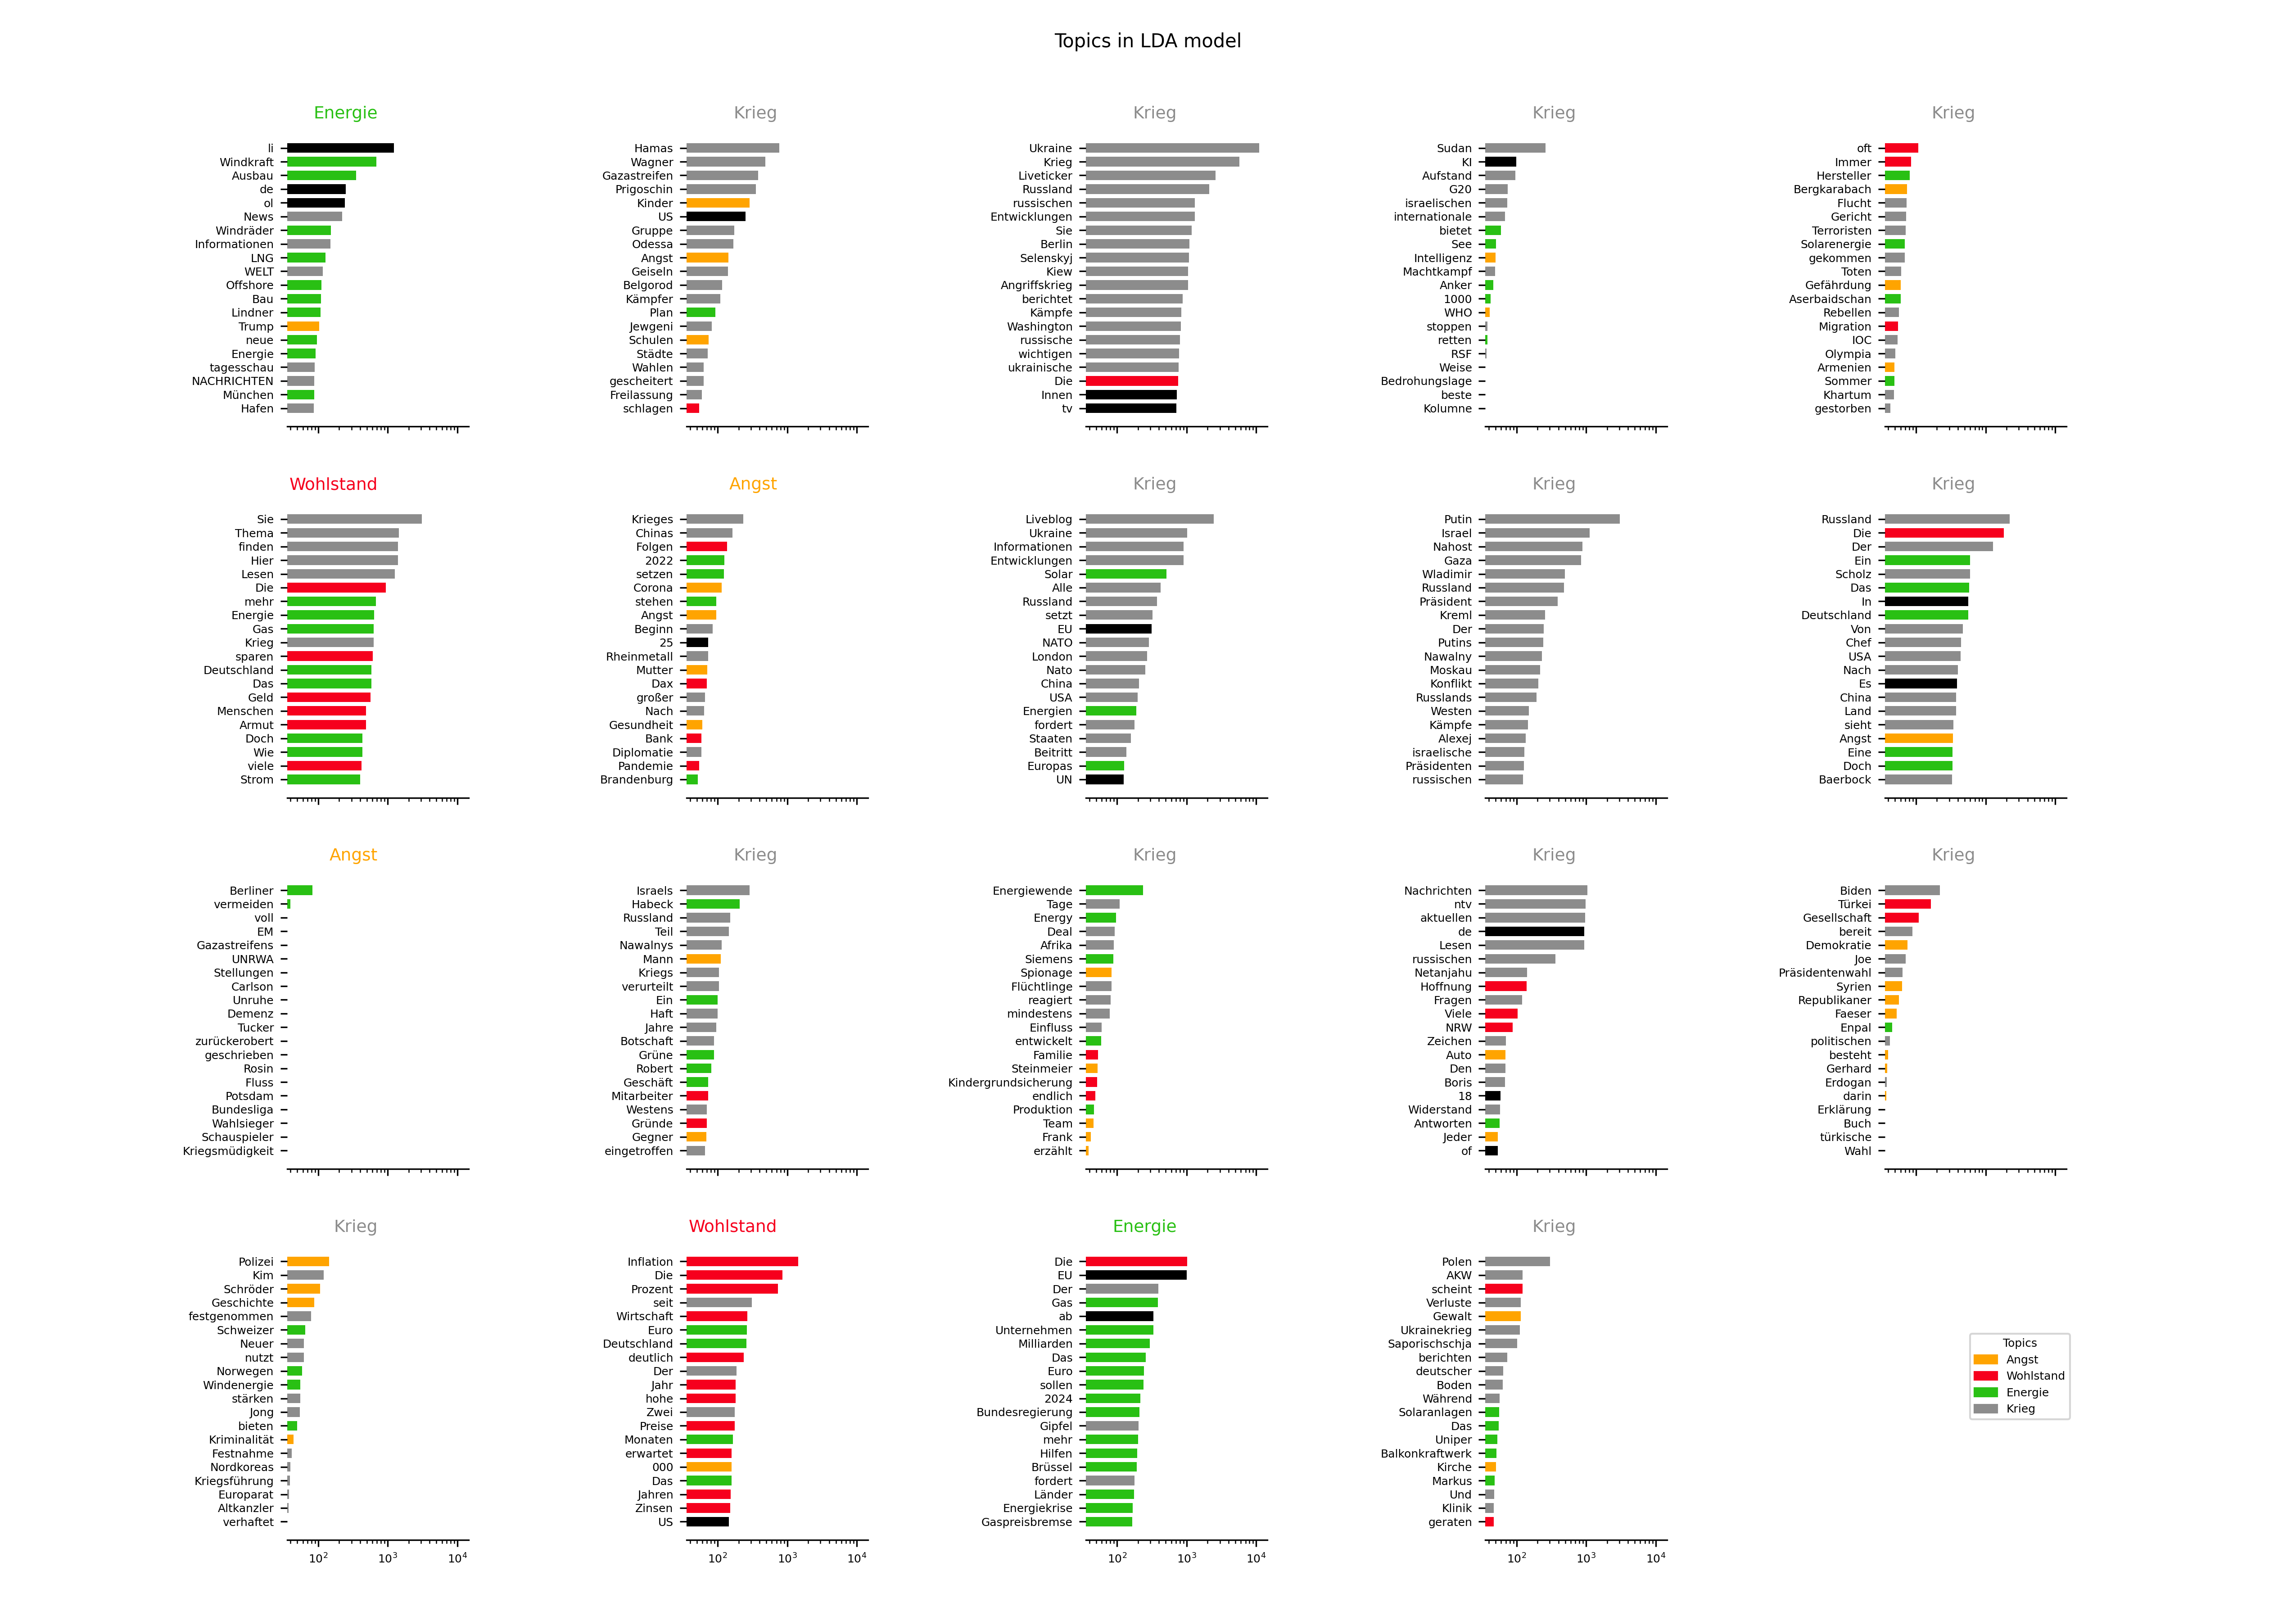 Topics in LDA model
Energie
li
Windkraft
Ausbau
de
ol
News
Windräder
Informationen
LNG
WELT
Offshore
Bau
Lindner
Trump
neue
Energie
tagesschau
NACHRICHTEN
München
Hafen
Krieg
Hamas
Wagner
Gazastreifen
Prigoschin
Kinder
US
Gruppe
Odessa
Angst
Geiseln
Belgorod
Kämpfer
Plan
Jewgeni
Schulen
Städte
Wahlen
gescheitert
Freilassung
schlagen
Krieg
Ukraine
Krieg
Liveticker
Russland
russischen
Entwicklungen
Sie
Berlin
Selenskyj
Kiew
Angriffskrieg
berichtet
Kämpfe
Washington
russische
wichtigen
ukrainische
Die
Innen
tv
Krieg
Sudan
KI
Aufstand
G20
israelischen
internationale
bietet
See
Intelligenz
Machtkampf
Anker
1000
WHO
stoppen
retten
RSF
Weise
Bedrohungslage
beste
Kolumne
Krieg
oft
Immer
Hersteller
Bergkarabach
Flucht
Gericht
Terroristen
Solarenergie
gekommen
Toten
Gefährdung
Aserbaidschan
Rebellen
Migration
IOC
Olympia
Armenien
Sommer
Khartum
gestorben
Wohlstand
Sie
Thema
finden
Hier
Lesen
Die
mehr
Energie
Gas
Krieg
sparen
Deutschland
Das
Geld
Menschen
Armut
Doch
Wie
viele
Strom
Angst
Krieges
Chinas
Folgen
2022
setzen
Corona
stehen
Angst
Beginn
25
Rheinmetall
Mutter
Dax
großer
Nach
Gesundheit
Bank
Diplomatie
Pandemie
Brandenburg
Krieg
Liveblog
Ukraine
Informationen
Entwicklungen
Solar
Alle
Russland
setzt
EU
NATO
London
Nato
China
USA
Energien
fordert
Staaten
Beitritt
Europas
UN
Krieg
Putin
Israel
Nahost
Gaza
Wladimir
Russland
Präsident
Kreml
Der
Putins
Nawalny
Moskau
Konflikt
Russlands
Westen
Kämpfe
Alexej
israelische
Präsidenten
russischen
Krieg
Russland
Die
Der
Ein
Scholz
Das
In
Deutschland
Von
Chef
USA
Nach
Es
China
Land
sieht
Angst
Eine
Doch
Baerbock
Angst
Berliner
vermeiden
voll
EM
Gazastreifens
UNRWA
Stellungen
Carlson
Unruhe
Demenz
Tucker
zurückerobert
geschrieben
Rosin
Fluss
Potsdam
Bundesliga
Wahlsieger
Schauspieler
Kriegsmüdigkeit
Krieg
Israels
Habeck
Russland
Teil
Nawalnys
Mann
Kriegs
verurteilt
Ein
Haft
Jahre
Botschaft
Grüne
Robert
Geschäft
Mitarbeiter
Westens
Gründe
Gegner
eingetroffen
Krieg
Energiewende
Tage
Energy
Deal
Afrika
Siemens
Spionage
Flüchtlinge
reagiert
mindestens
Einfluss
entwickelt
Familie
Steinmeier
Kindergrundsicherung
endlich
Produktion
Team
Frank
erzählt
Krieg
Nachrichten
ntv
aktuellen
de
Lesen
russischen
Netanjahu
Hoffnung
Fragen
Viele
NRW
Zeichen
Auto
Den
Boris
18
Widerstand
Antworten
Jeder
of
Krieg
Biden
Türkei
Gesellschaft
bereit
Demokratie
Joe
Präsidentenwahl
Syrien
Republikaner
Faeser
Enpal
politischen
besteht
Gerhard
Erdogan
darin
Erklärung
Buch
türkische
Wahl
Krieg
Polizei
Kim
Schröder
Geschichte
festgenommen
Schweizer
Neuer
nutzt
Norwegen
Windenergie
stärken
Jong
bieten
Kriminalität
Festnahme
Nordkoreas
Kriegsführung
Europarat
Altkanzler
verhaftet
10² 10³ 10⁴
Wohlstand
Inflation
Die
Prozent
seit
Wirtschaft
Euro
Deutschland
deutlich
Der
Jahr
hohe
Zwei
Preise
Monaten
erwartet
000
Das
Jahren
Zinsen
US
10² 10³ 10⁴
Energie
Die
EU
Der
Gas
ab
Unternehmen
Milliarden
Das
Euro
sollen
2024
Bundesregierung
Gipfel
mehr
Hilfen
Brüssel
fordert
Länder
Energiekrise
Gaspreisbremse
10² 10³ 10⁴
Krieg
Polen
AKW
scheint
Verluste
Gewalt
Ukrainekrieg
Saporischschja
berichten
deutscher
Boden
Während
Solaranlagen
Das
Uniper
Balkonkraftwerk
Kirche
Markus
Und
Klinik
geraten
10² 10³ 10⁴
Topics
Angst
Wohlstand
Energie
Krieg